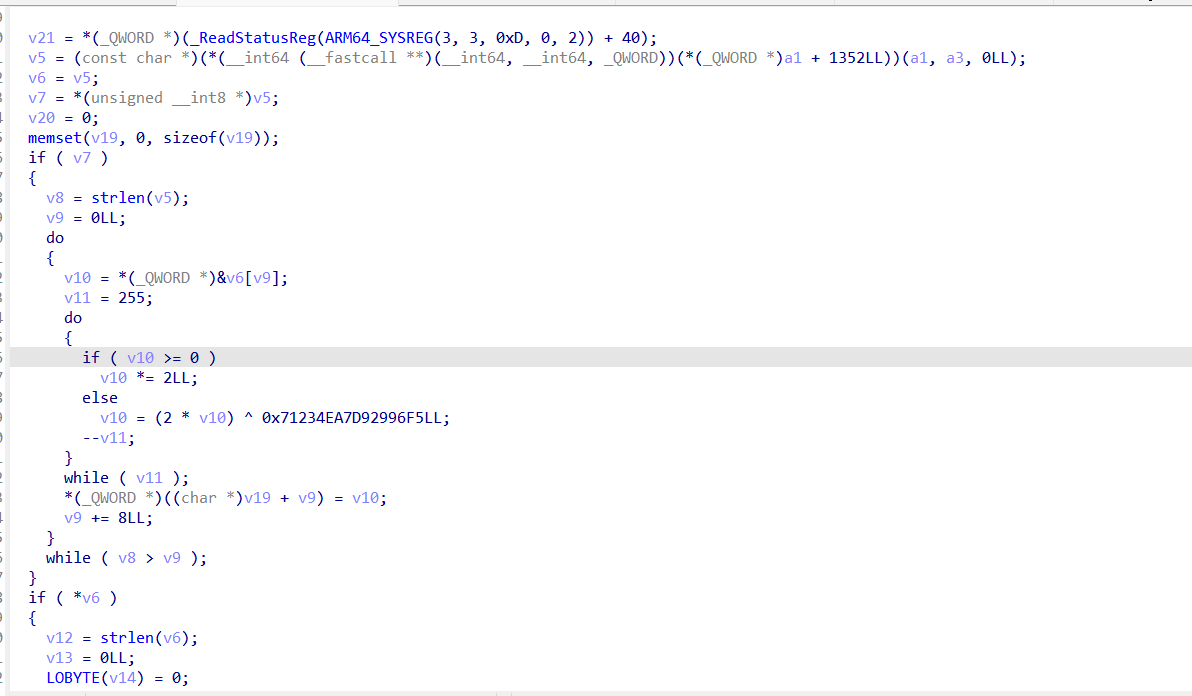 v21 = *(_QWORD *)(_ReadStatusReg(ARM64_SYSREG(3, 3, 0xD, 0, 2)) + 40);
v5 = (const char *)(*(__int64 (__fastcall **)(__int64, __int64, _QWORD))(*(_QWORD *)a1 + 1352LL))(a1, a3, 0LL);
v6 = v5;
v7 = *(unsigned __int8 *)v5;
v20 = 0;
memset(v19, 0, sizeof(v19));
if ( v7 )
{
v8 = strlen(v5);
v9 = 0LL;
do
{
v10 = *(_QWORD *)&v6[v9];
v11 = 255;
do
{
if ( v10 >= 0 )
v10 *= 2LL;
else
v10 = (2 * v10) ^ 0x71234EA7D92996F5LL;
--v11;
}
while ( v11 );
*(_QWORD *)((char *)v19 + v9) = v10;
v9 += 8LL;
}
while ( v8 > v9 );
}
if ( *v6 )
{
v12 = strlen(v6);
v13 = 0LL;
LOBYTE(v14) = 0;